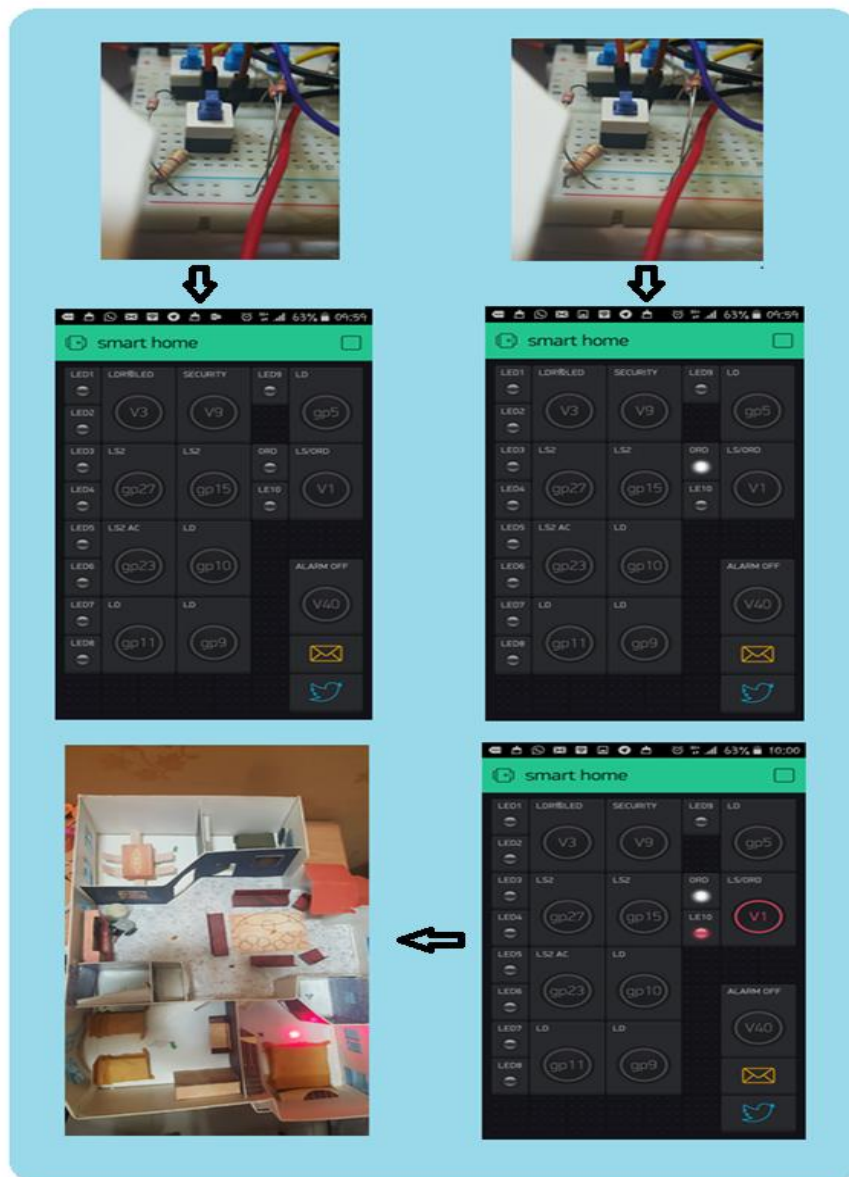 63% 09:59
smart home
LED1 LDR®LED SECURITY LED9 LD
V3 V9 gp5
LED2
LED3 LS2 LS2 ORD LS/ORD
gp27 gp15 V1
LED4 LE10
LED5 LS2 AC LD
gp23 gp10 ALARM OFF
LED6
V40
LED7 LD LD
gp11 gp9
LED8
63% 09:59
smart home
LED1 LDR®LED SECURITY LED9 LD
V3 V9 gp5
LED2
LED3 LS2 LS2 ORD LS/ORD
gp27 gp15 V1
LED4 LE10
LED5 LS2 AC LD
gp23 gp10 ALARM OFF
LED6
V40
LED7 LD LD
gp11 gp9
LED8
63% 10:00
smart home
LED1 LDR®LED SECURITY LED9 LD
V3 V9 gp5
LED2
LED3 LS2 LS2 ORD LS/ORD
gp27 gp15 V1
LED4 LE10
LED5 LS2 AC LD
gp23 gp10 ALARM OFF
LED6
V40
LED7 LD LD
gp11 gp9
LED8